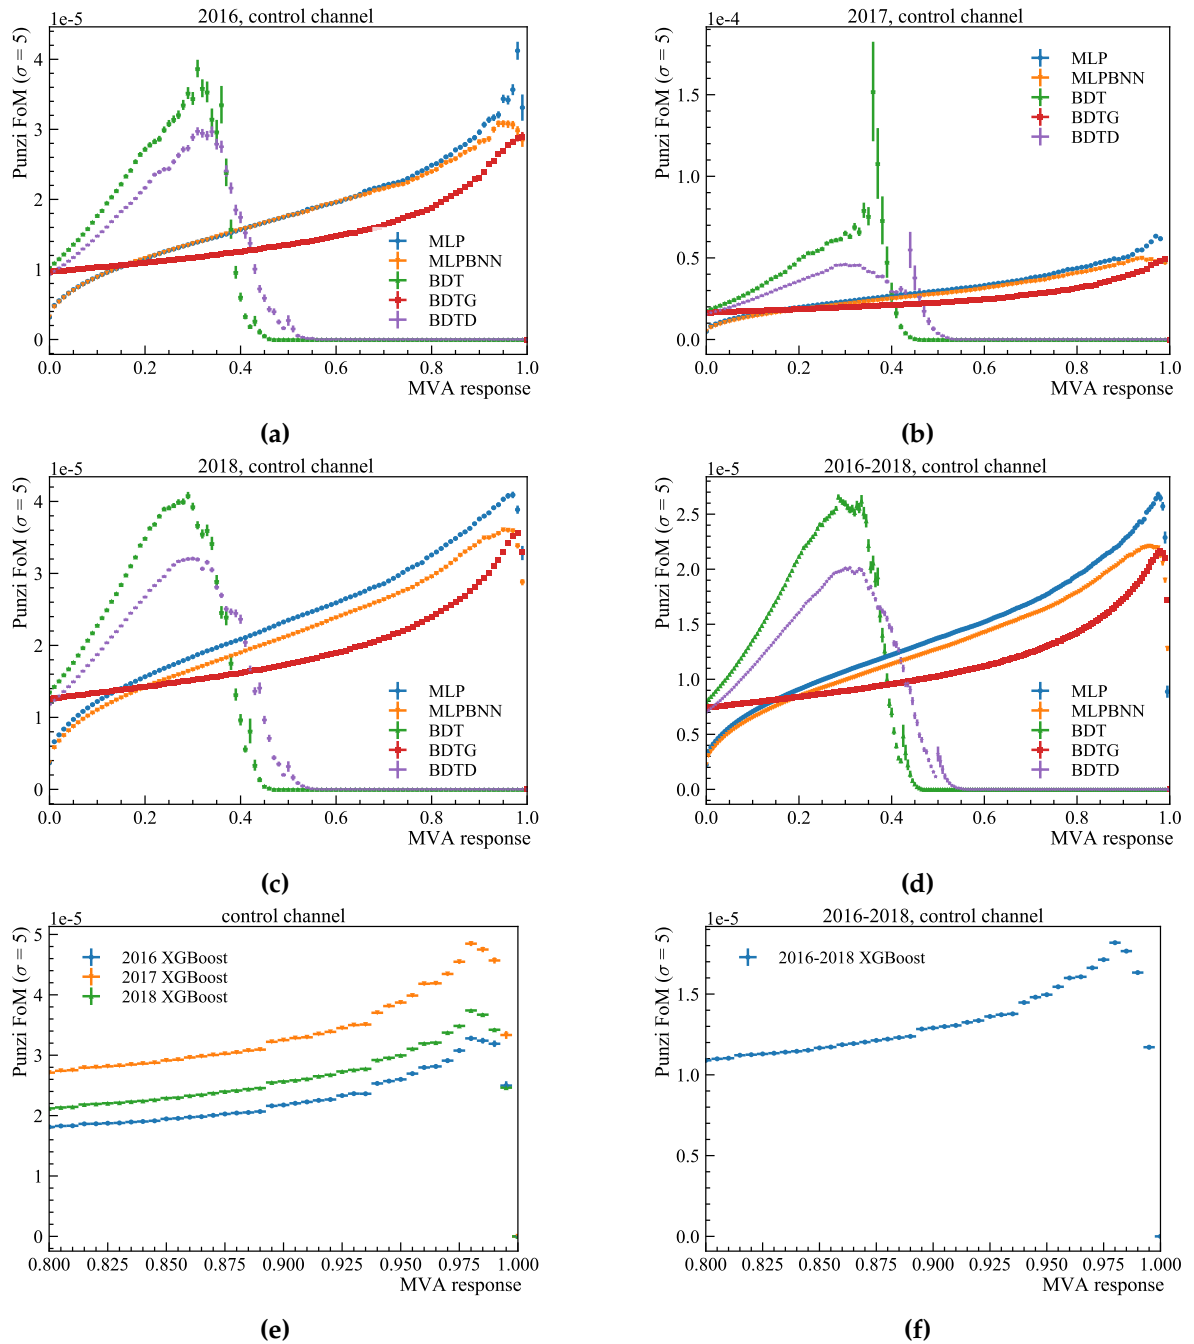 1e-5
2016, control channel
Punzi FoM (σ = 5)
4
3
2
1
0
0.0 0.2 0.4 0.6 0.8 1.0
MVA response
MLP
MLPBNN
BDT
BDTG
BDTD
(a)
1e-4
2017, control channel
Punzi FoM (σ = 5)
1.5
1.0
0.5
0.0
0.0 0.2 0.4 0.6 0.8 1.0
MVA response
MLP
MLPBNN
BDT
BDTG
BDTD
(b)
1e-5
2018, control channel
Punzi FoM (σ = 5)
4
3
2
1
0
0.0 0.2 0.4 0.6 0.8 1.0
MVA response
MLP
MLPBNN
BDT
BDTG
BDTD
(c)
1e-5
2016-2018, control channel
Punzi FoM (σ = 5)
2.5
2.0
1.5
1.0
0.5
0.0
0.0 0.2 0.4 0.6 0.8 1.0
MVA response
MLP
MLPBNN
BDT
BDTG
BDTD
(d)
1e-5
control channel
Punzi FoM (σ = 5)
5
4
3
2
1
0
0.800 0.825 0.850 0.875 0.900 0.925 0.950 0.975 1.000
MVA response
2016 XGBoost
2017 XGBoost
2018 XGBoost
(e)
1e-5
2016-2018, control channel
Punzi FoM (σ = 5)
1.5
1.0
0.5
0.0
0.800 0.825 0.850 0.875 0.900 0.925 0.950 0.975 1.000
MVA response
2016-2018 XGBoost
(f)